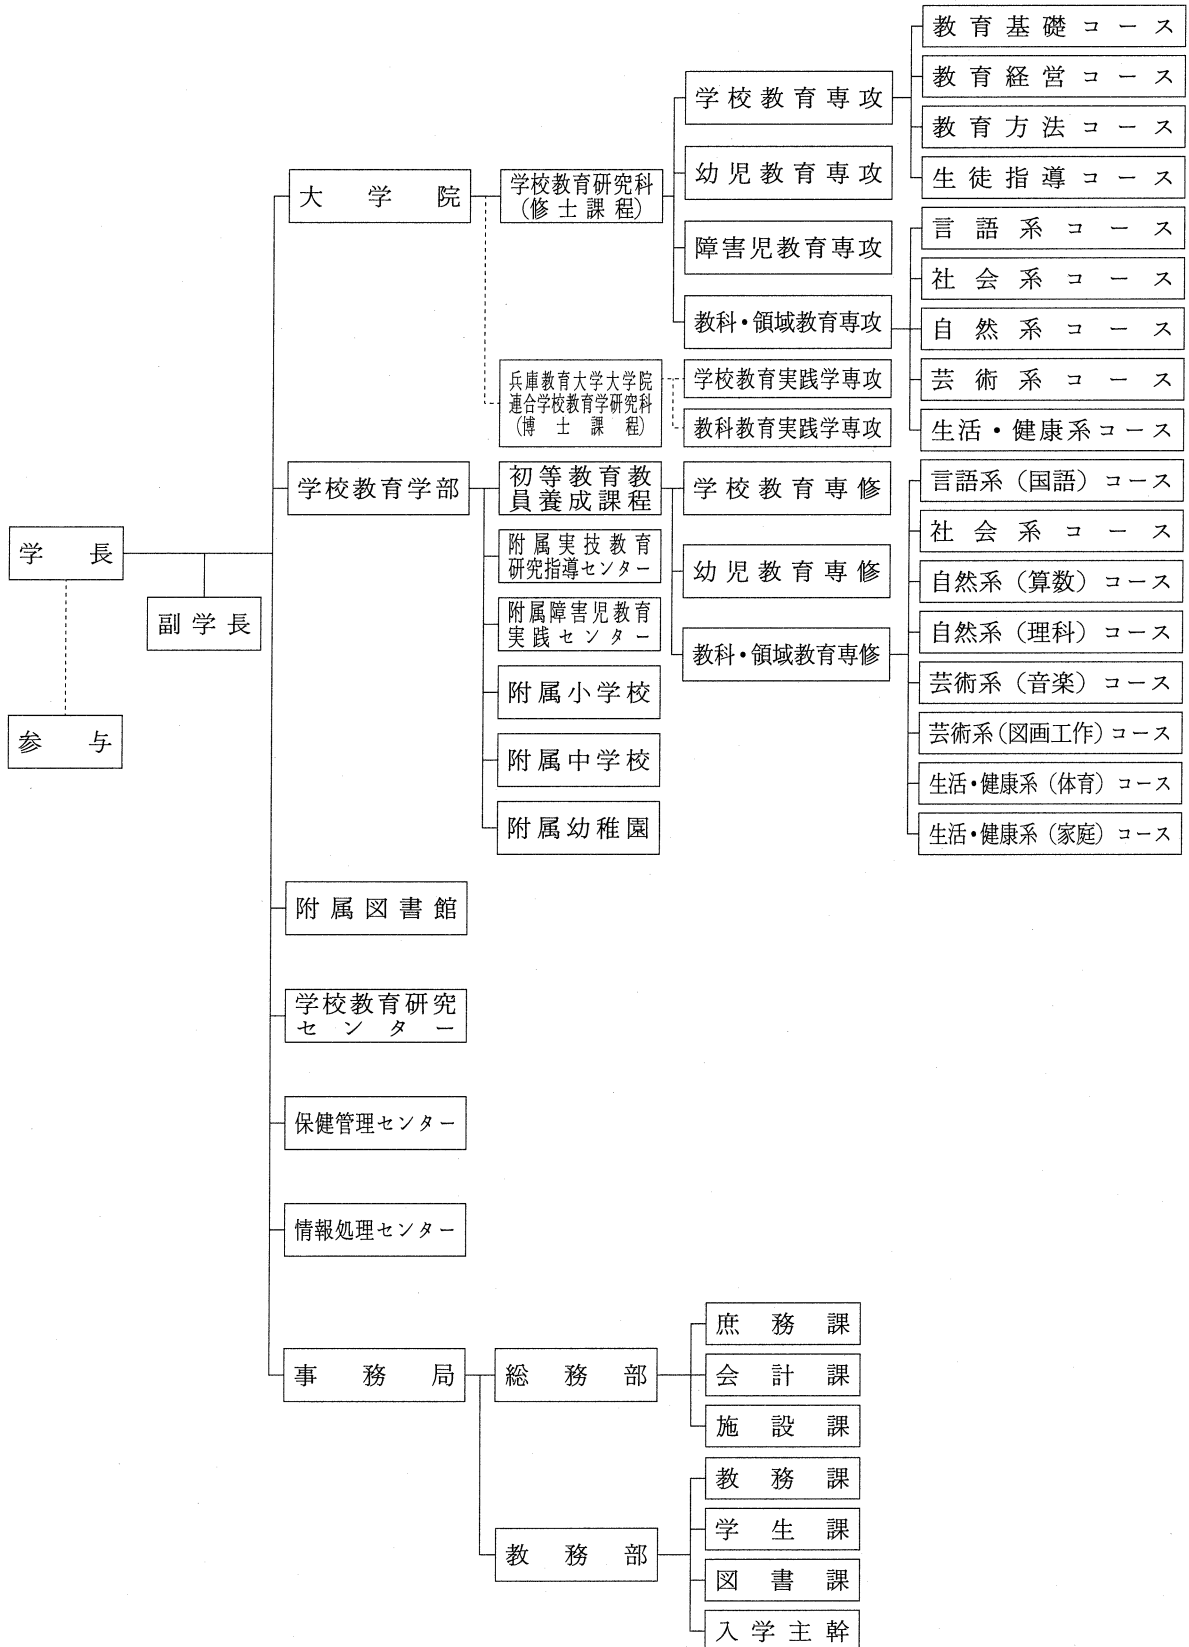 教育基礎コース
教育経営コース
学校教育専攻
教育方法コース
幼児教育専攻
生徒指導コース
大学院
学校教育研究科
(修士課程)
言語系コース
障害児教育専攻
社会系コース
教科・領域教育専攻
自然系コース
兵庫教育大学大学院
連合学校教育学研究科
(博士課程)
学校教育実践学専攻
芸術系コース
教科教育実践学専攻
生活・健康系コース
学校教育学部
初等教育教
員養成課程
学校教育専修
言語系(国語)コース
学長
附属実技教育
研究指導センター
社会系コース
幼児教育専修
自然系(算数)コース
副学長
附属障害児教育
実践センター
自然系(理科)コース
教科・領域教育専修
附属小学校
芸術系(音楽)コース
参与
附属中学校
芸術系(図画工作)コース
生活・健康系(体育)コース
附属幼稚園
生活・健康系(家庭)コース
附属図書館
学校教育研究
センター
保健管理センター
情報処理センター
事務局
総務部
庶務課
会計課
施設課
教務部
教務課
学生課
図書課
入学主幹